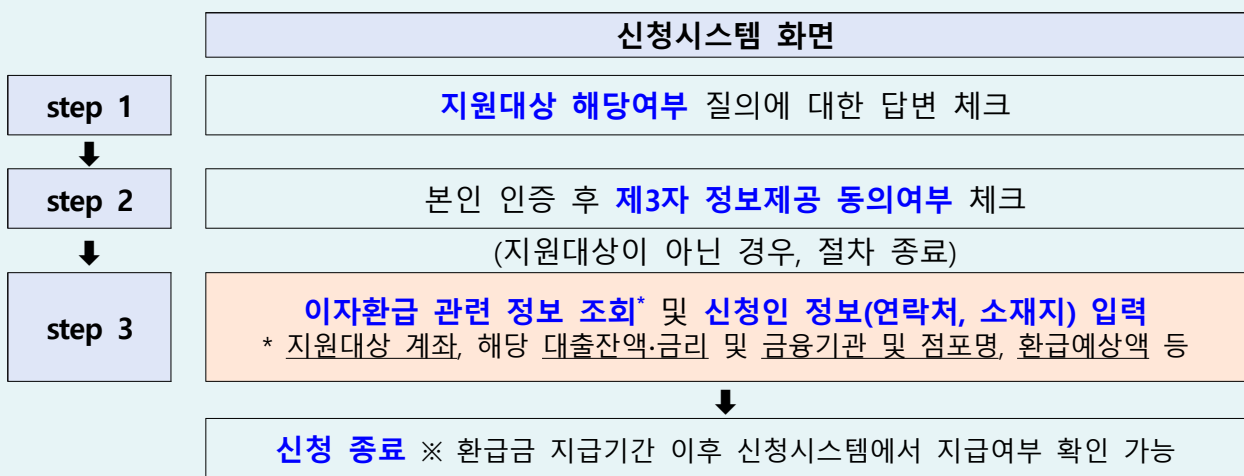 신청시스템 화면
step 1
지원대상 해당여부 질의에 대한 답변 체크
step 2
본인 인증 후 제3자 정보제공 동의여부 체크
(지원대상이 아닌 경우, 절차 종료)
step 3
이자환급 관련 정보 조회* 및 신청인 정보(연락처, 소재지) 입력
* 지원대상 계좌, 해당 대출잔액·금리 및 금융기관 및 점포명, 환급예상액 등
신청 종료 ※ 환급금 지급기간 이후 신청시스템에서 지급여부 확인 가능